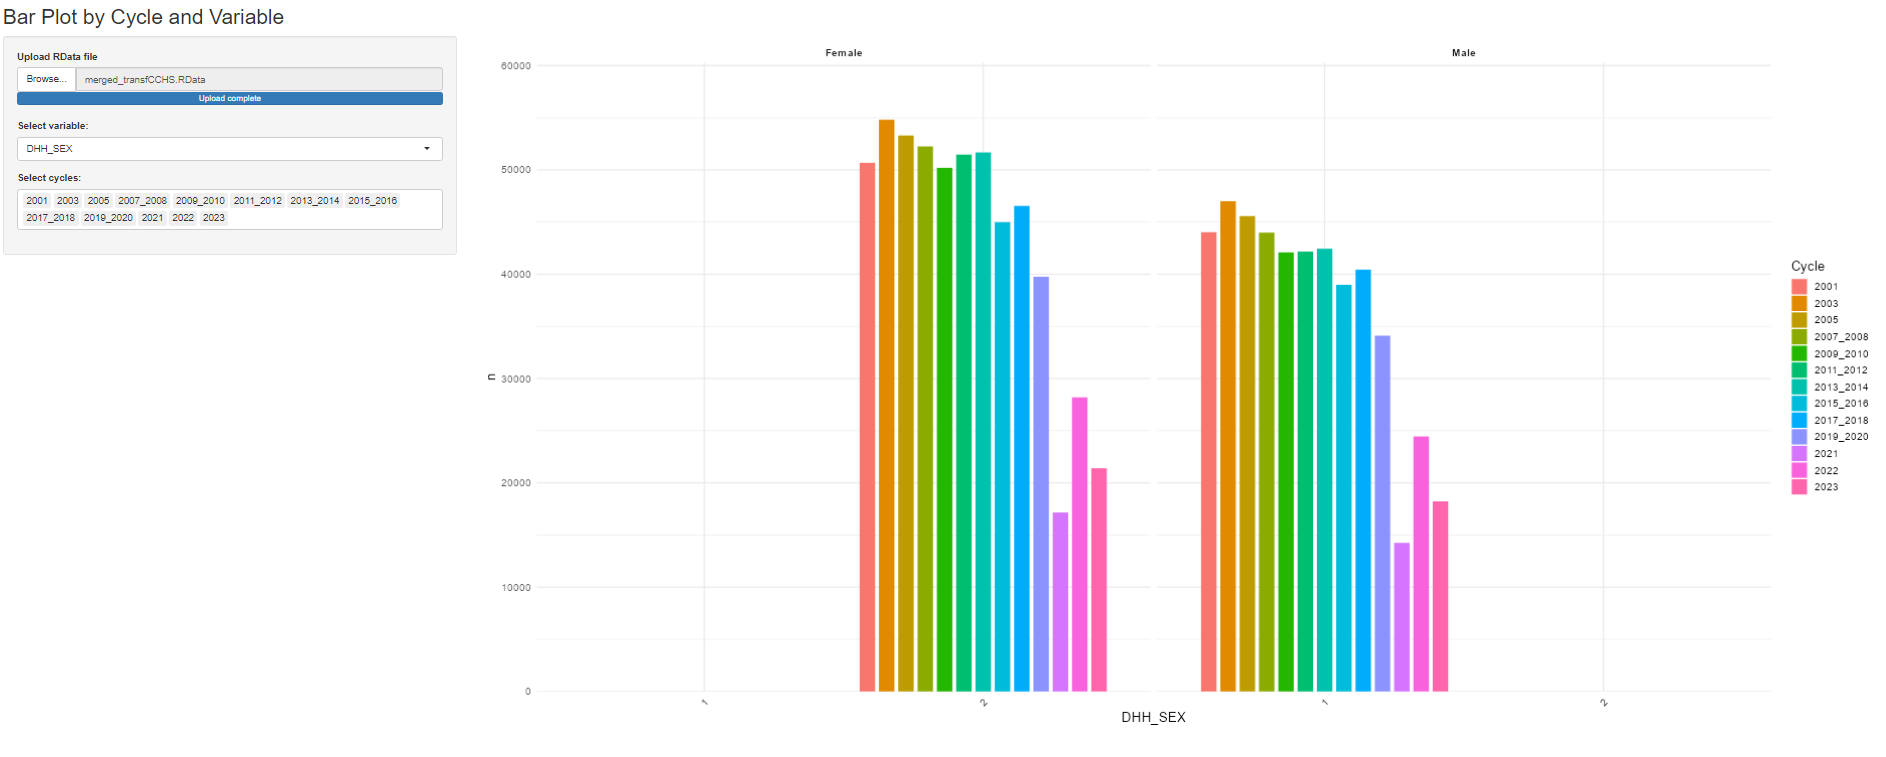 Bar Plot by Cycle and Variable
Upload RData file
Browse... merged_transfCCHS.RData
Upload complete
Select variable:
DHH_SEX
Select cycles:
2001 2003 2005 2007_2008 2009_2010 2011_2012 2013_2014 2015_2016
2017_2018 2019_2020 2021 2022 2023
Female Male
60000
50000
40000
30000
20000
10000
0
n
1 2 1 2
DHH_SEX
Cycle
2001
2003
2005
2007_2008
2009_2010
2011_2012
2013_2014
2015_2016
2017_2018
2019_2020
2021
2022
2023